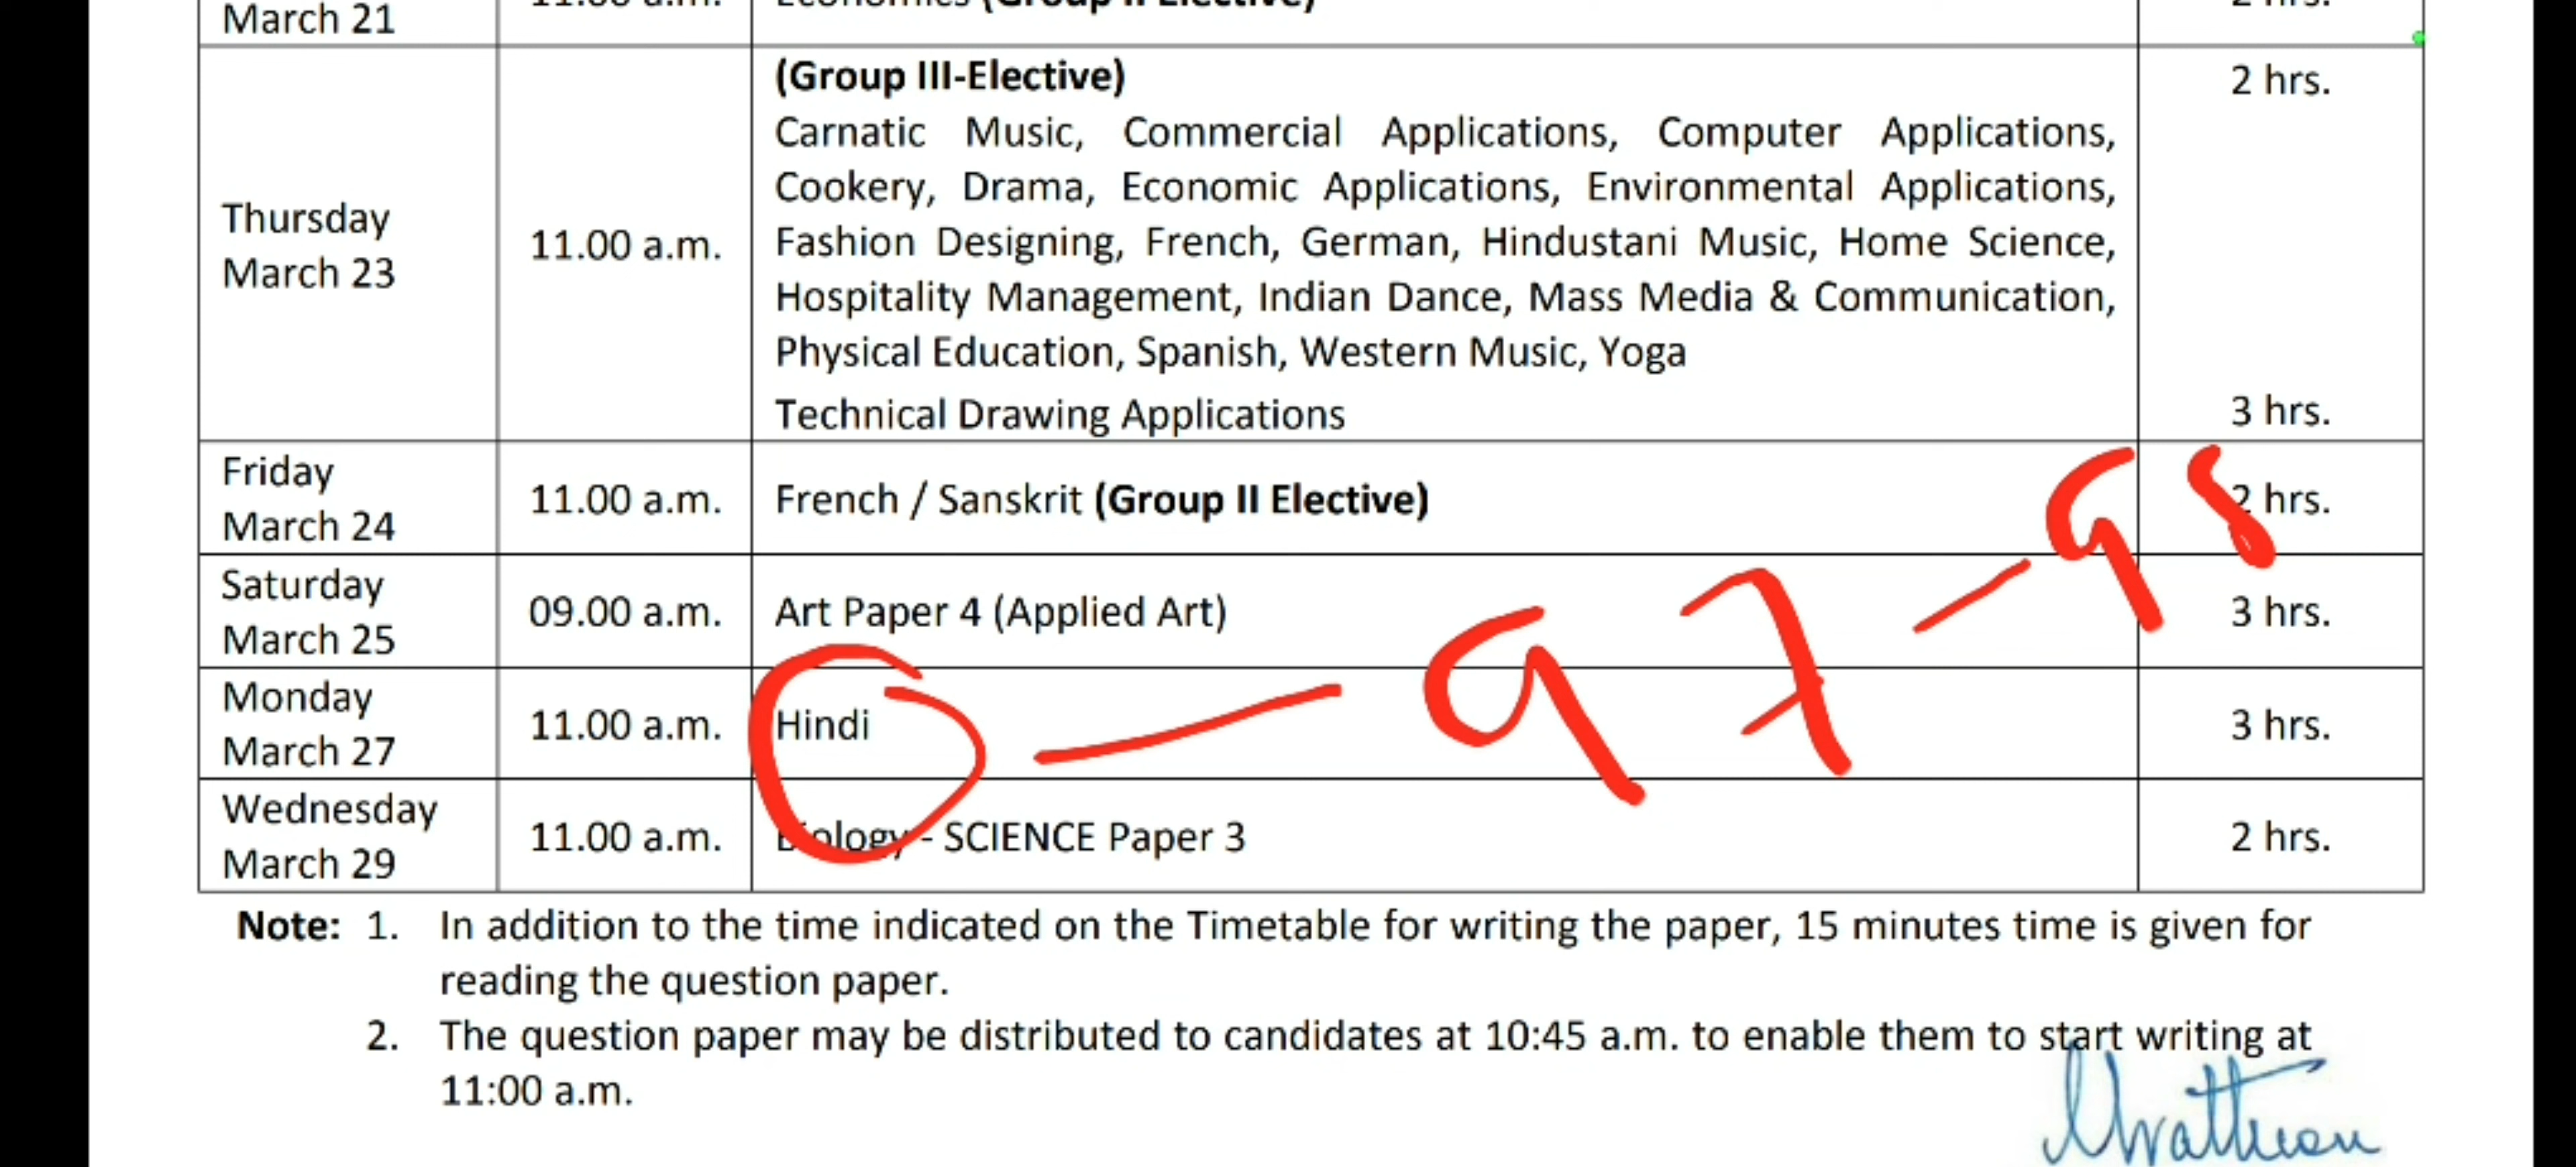 March 21
(Group III-Elective)
2 hrs.
Carnatic Music, Commercial Applications, Computer Applications,
Cookery, Drama, Economic Applications, Environmental Applications,
Thursday
March 23
11.00 a.m.
Fashion Designing, French, German, Hindustani Music, Home Science,
Hospitality Management, Indian Dance, Mass Media & Communication,
Physical Education, Spanish, Western Music, Yoga
Technical Drawing Applications
3 hrs.
Friday
March 24
11.00 a.m.
French / Sanskrit (Group II Elective)
2 hrs.
Saturday
March 25
09.00 a.m.
Art Paper 4 (Applied Art)
3 hrs.
Monday
March 27
11.00 a.m.
Hindi
3 hrs.
— 97 — 98
Wednesday
March 29
11.00 a.m.
Biology - SCIENCE Paper 3
2 hrs.
Note: 1. In addition to the time indicated on the Timetable for writing the paper, 15 minutes time is given for
reading the question paper.
2. The question paper may be distributed to candidates at 10:45 a.m. to enable them to start writing at
11:00 a.m.